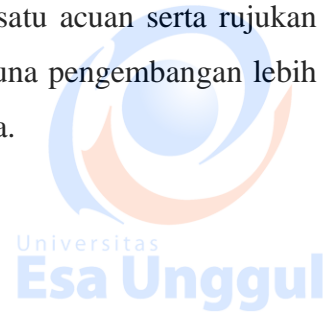 satu acuan serta rujukan
una pengembangan lebih
a.
Universitas
Esa Unggul